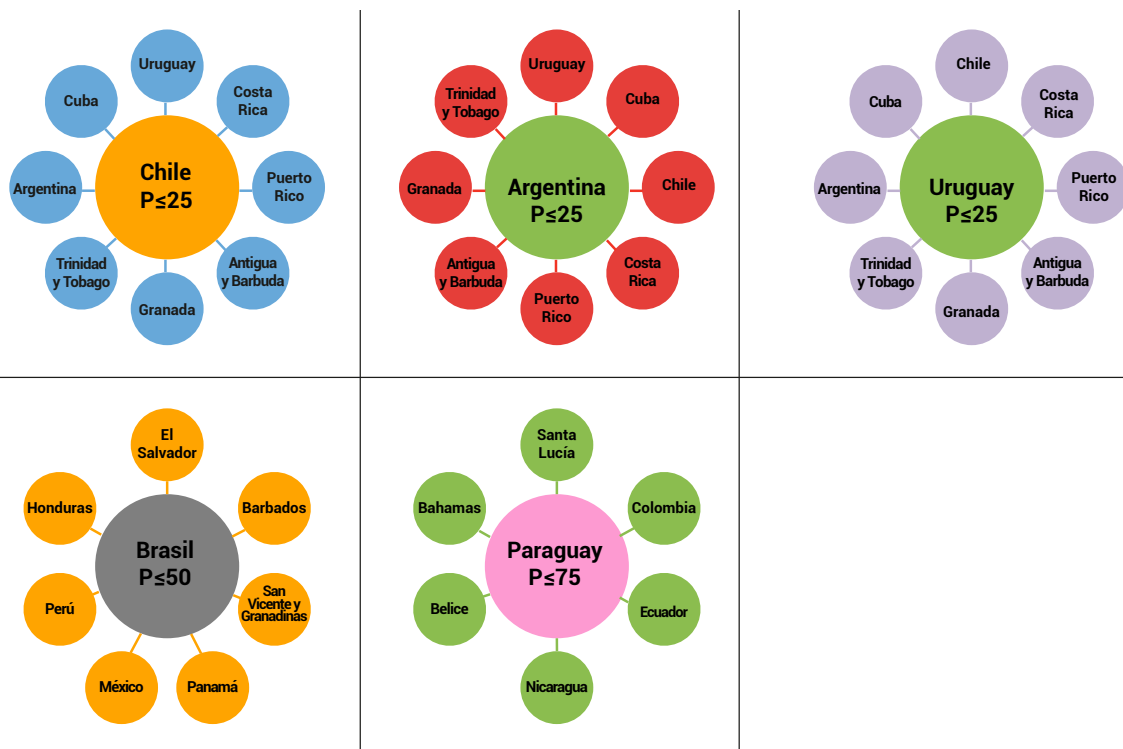 Uruguay
Costa
Rica
Puerto
Rico
Antigua
y Barbuda
Granada
Trinidad
y Tobago
Argentina
Cuba
Chile
P≤25
Uruguay
Cuba
Chile
Costa
Rica
Puerto
Rico
Antigua
y Barbuda
Granada
Trinidad
y Tobago
Argentina
P≤25
Chile
Costa
Rica
Puerto
Rico
Antigua
y Barbuda
Granada
Trinidad
y Tobago
Argentina
Cuba
Uruguay
P≤25
El
Salvador
Barbados
San
Vicente y
Granadinas
Panamá
México
Perú
Honduras
Brasil
P≤50
Santa
Lucía
Colombia
Ecuador
Nicaragua
Belice
Bahamas
Paraguay
P≤75